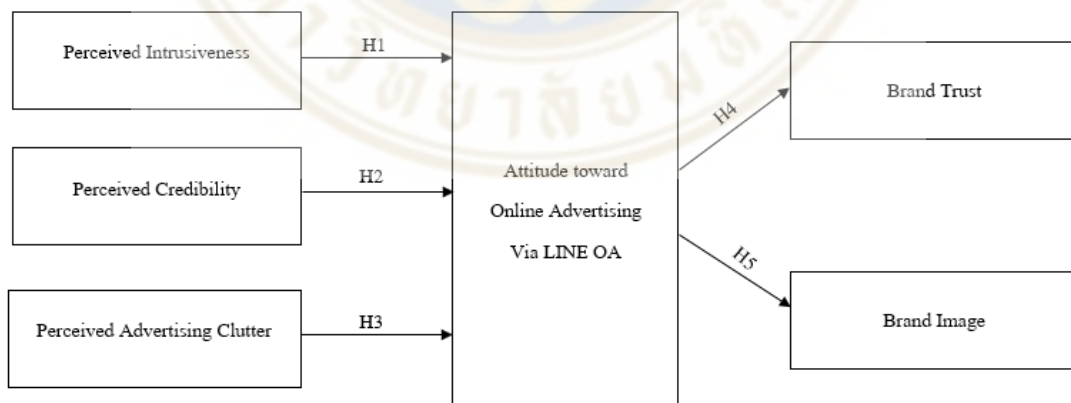 Perceived Intrusiveness
H1
Perceived Credibility
H2
Perceived Advertising Clutter
H3
Attitude toward
Online Advertising
Via LINE OA
H4
Brand Trust
H5
Brand Image